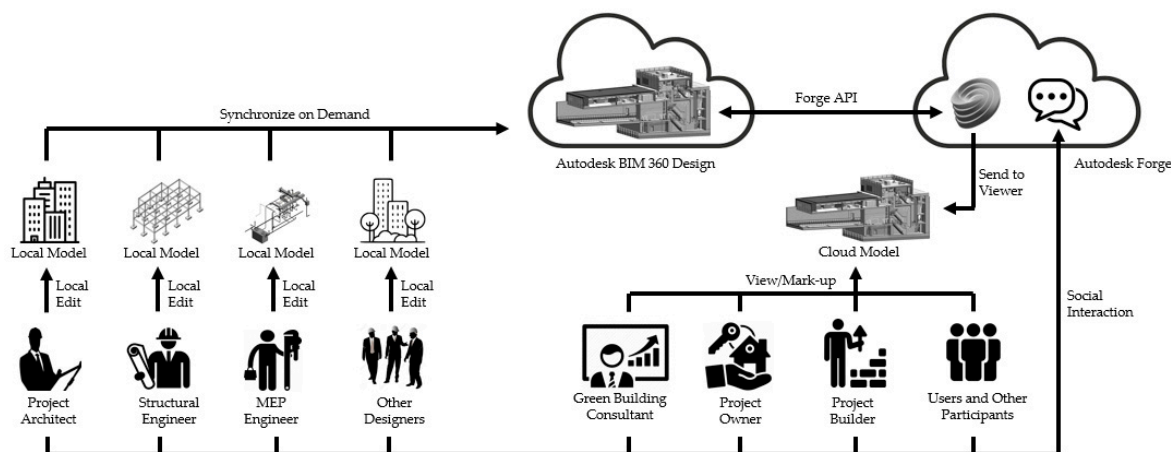 Synchronize on Demand
Forge API
Autodesk BIM 360 Design
Autodesk Forge
Send to
Viewer
Local Model
Local Model
Local Model
Local Model
Cloud Model
Local
Edit
Local
Edit
Local
Edit
Local
Edit
View/Mark-up
Social
Interaction
Project
Architect
Structural
Engineer
MEP
Engineer
Other
Designers
Green Building
Consultant
Project
Owner
Project
Builder
Users and Other
Participants